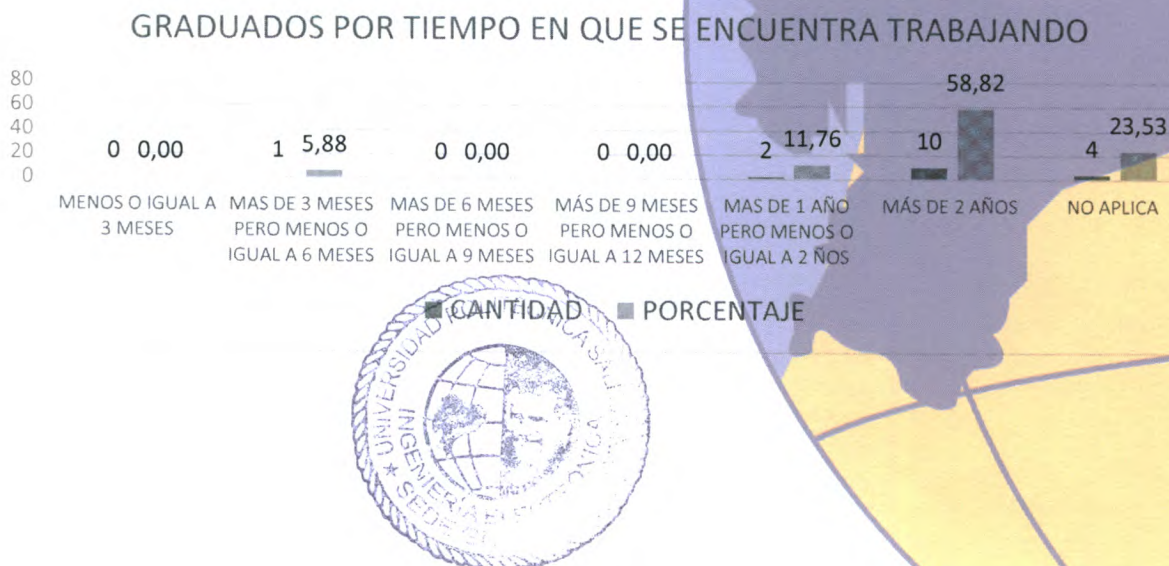 GRADUADOS POR TIEMPO EN QUE SE ENCUENTRA TRABAJANDO
80
60
40
20
0
0 0,00
1 5,88
0 0,00
0 0,00
2 11,76
10 58,82
4 23,53
MENOS O IGUAL A
3 MESES
MAS DE 3 MESES
PERO MENOS O
IGUAL A 6 MESES
MAS DE 6 MESES
PERO MENOS O
IGUAL A 9 MESES
MÁS DE 9 MESES
PERO MENOS O
IGUAL A 12 MESES
MAS DE 1 AÑO
PERO MENOS O
IGUAL A 2 ÑOS
MÁS DE 2 AÑOS
NO APLICA
CANTIDAD PORCENTAJE
UNIVERSIDAD
INGENIERÍA